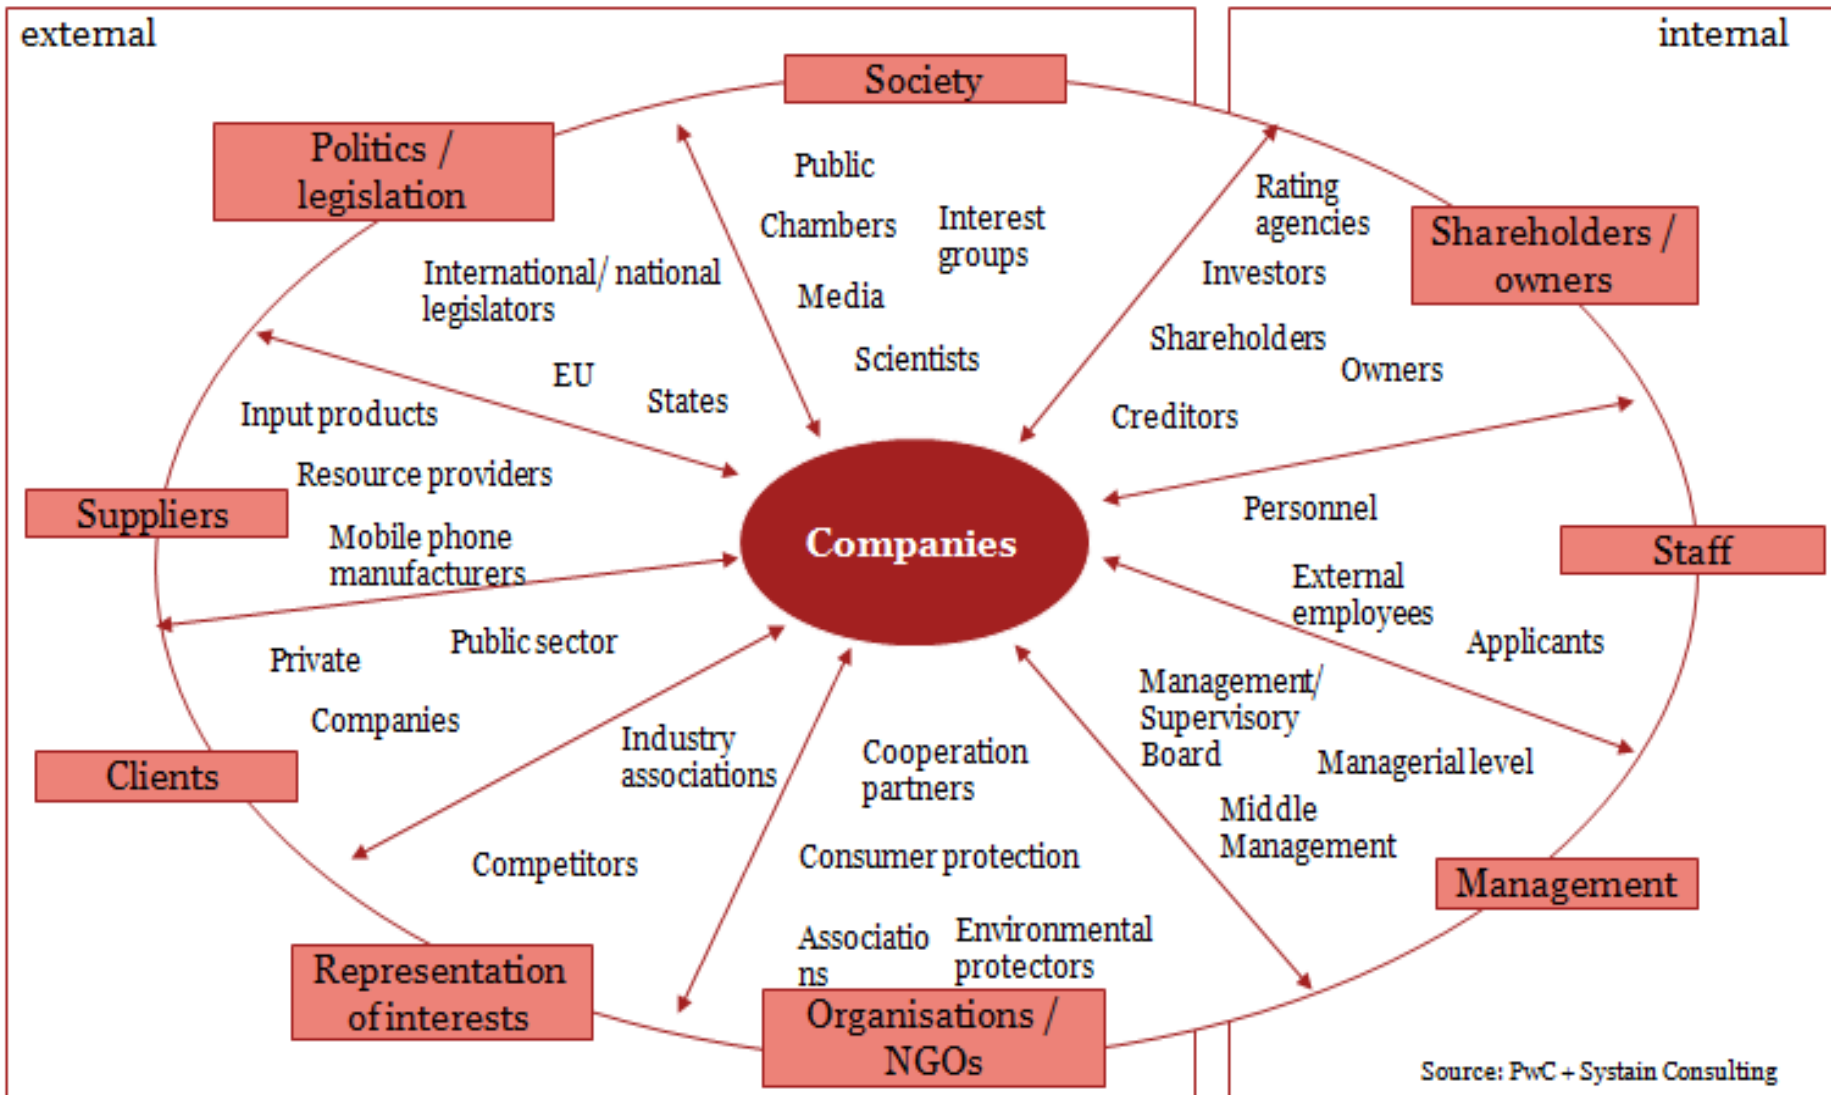 external
internal
Society
Politics /
legislation
Public
Chambers
Interest
groups
Media
Scientists
Rating
agencies
Investors
Shareholders
Owners
Creditors
Shareholders /
owners
International/ national
legislators
EU
States
Input products
Resource providers
Suppliers
Mobile phone
manufacturers
Companies
Personnel
Staff
External
employees
Applicants
Private
Public sector
Companies
Clients
Management/
Supervisory
Board
Managerial level
Middle
Management
Management
Industry
associations
Competitors
Representation
of interests
Cooperation
partners
Consumer protection
Associatio
ns
Environmental
protectors
Organisations /
NGOs
Source: PwC + Systain Consulting